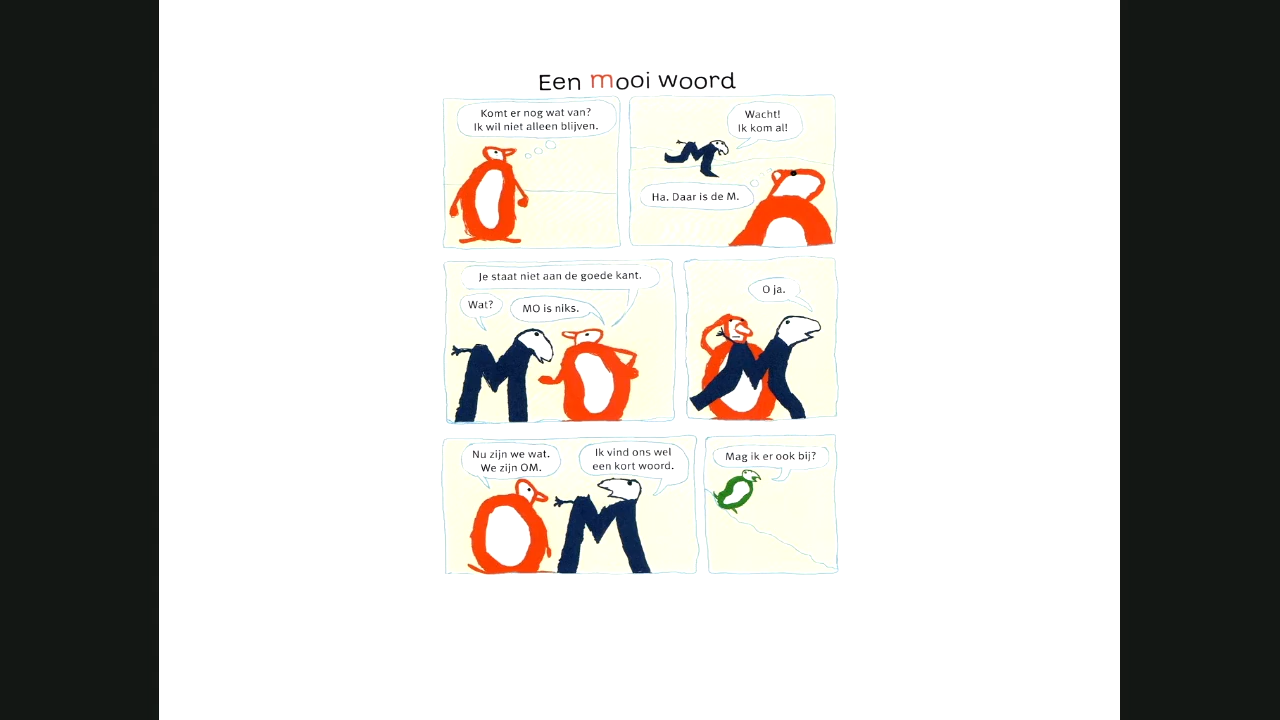 Een mooi woord
Komt er nog wat van?
Ik wil niet alleen blijven.
Wacht!
Ik kom al!
Ha. Daar is de M.
Je staat niet aan de goede kant.
Wat?
MO is niks.
O ja.
Nu zijn we wat.
We zijn OM.
Ik vind ons wel
een kort woord.
Mag ik er ook bij?